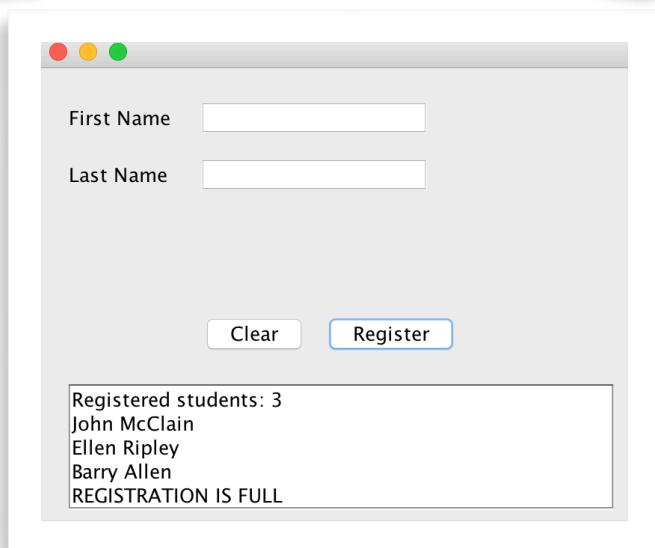 First Name
Last Name
Clear Register
Registered students: 3
John McClain
Ellen Ripley
Barry Allen
REGISTRATION IS FULL